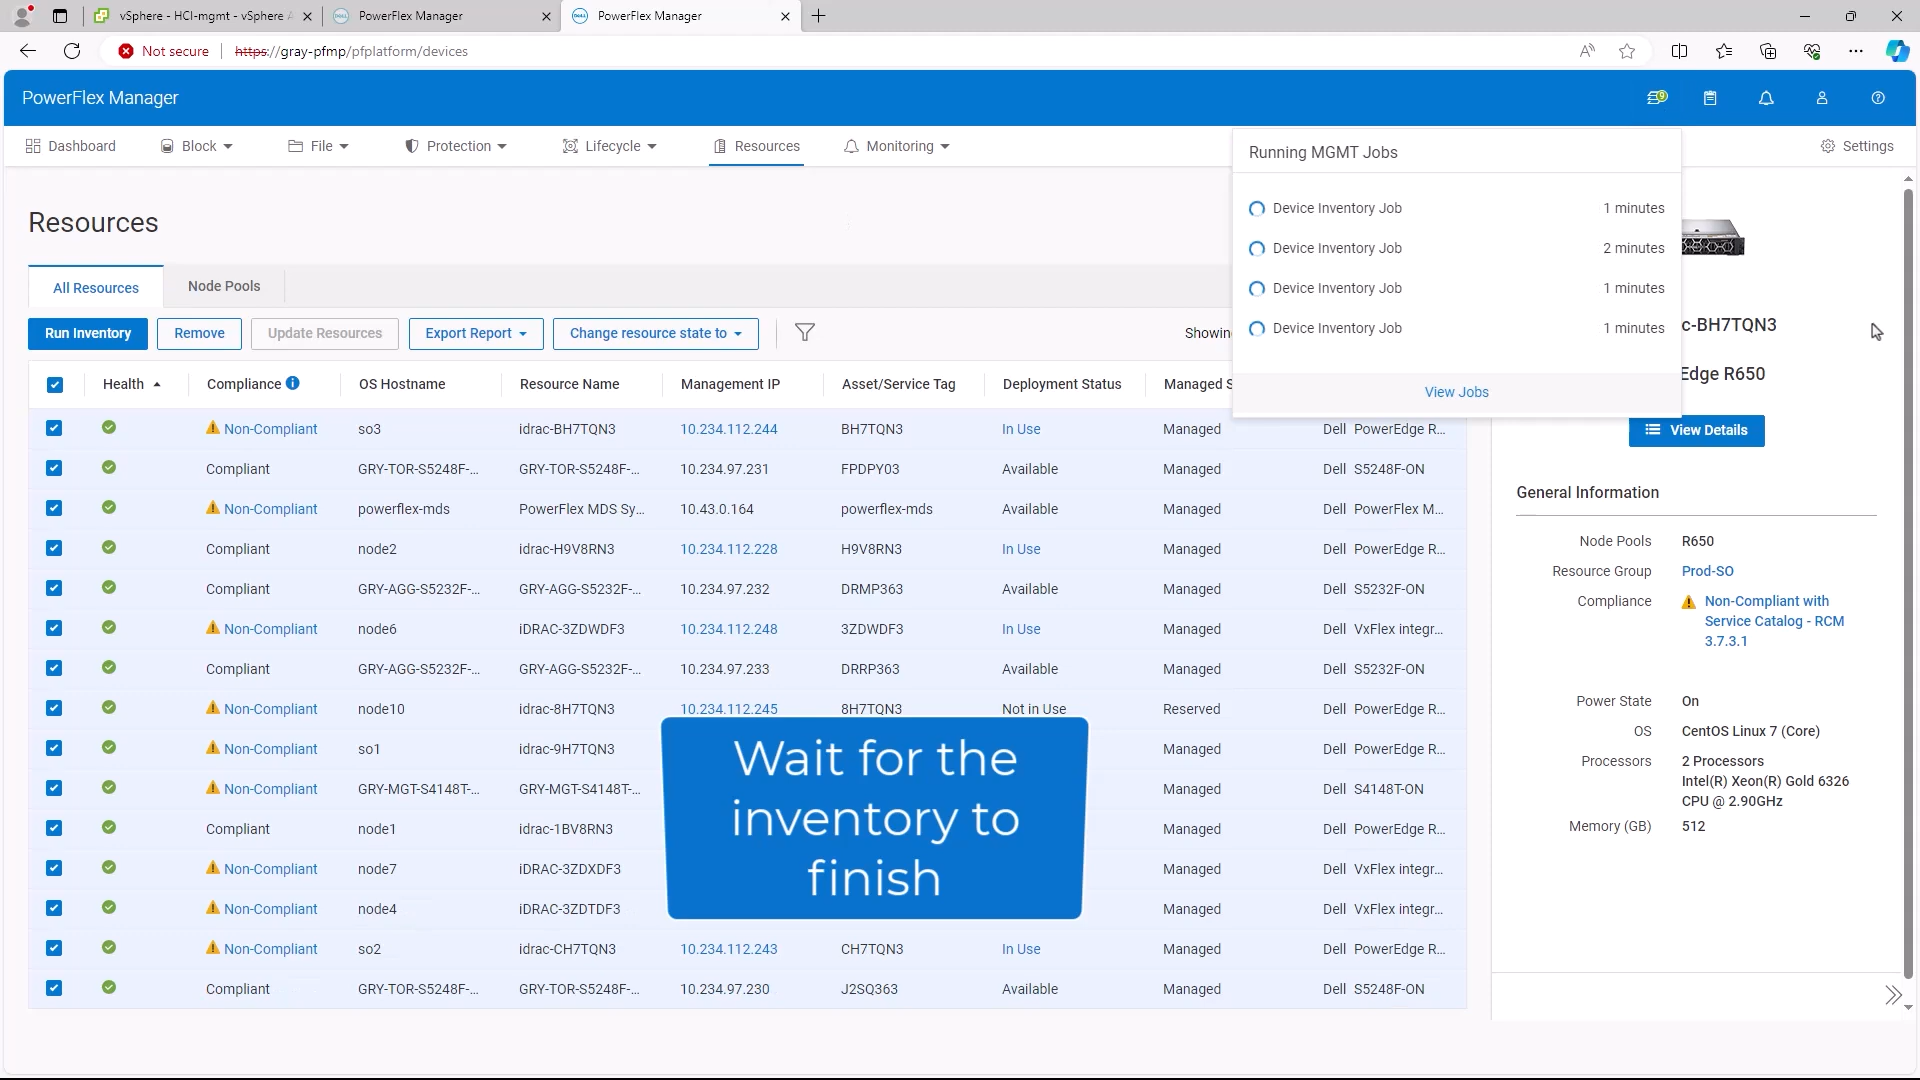 vSphere - HCI-mgmt - vSphere
PowerFlex Manager
PowerFlex Manager
Not secure
https://gray-pfmp/pfplatform/devices
PowerFlex Manager
9
Dashboard
Block
File
Protection
Lifecycle
Resources
Monitoring
Settings
Running MGMT Jobs
Device Inventory Job 1 minutes
Device Inventory Job 2 minutes
Device Inventory Job 1 minutes
Device Inventory Job 1 minutes
View Jobs
Resources
All Resources
Node Pools
Run Inventory
Remove
Update Resources
Export Report
Change resource state to
Showin
Health Compliance OS Hostname Resource Name Management IP Asset/Service Tag Deployment Status Managed S
Non-Compliant so3 idrac-BH7TQN3 10.234.112.244 BH7TQN3 In Use Managed Dell PowerEdge R...
Compliant GRY-TOR-S5248F-... GRY-TOR-S5248F-... 10.234.97.231 FPDPY03 Available Managed Dell S5248F-ON
Non-Compliant powerflex-mds PowerFlex MDS Sy... 10.43.0.164 powerflex-mds Available Managed Dell PowerFlex M...
Compliant node2 idrac-H9V8RN3 10.234.112.228 H9V8RN3 In Use Managed Dell PowerEdge R...
Compliant GRY-AGG-S5232F-... GRY-AGG-S5232F-... 10.234.97.232 DRMP363 Available Managed Dell S5232F-ON
Non-Compliant node6 iDRAC-3ZDWDF3 10.234.112.248 3ZDWDF3 In Use Managed Dell VxFlex integr...
Compliant GRY-AGG-S5232F-... GRY-AGG-S5232F-... 10.234.97.233 DRRP363 Available Managed Dell S5232F-ON
Non-Compliant node10 idrac-8H7TQN3 10.234.112.245 8H7TQN3 Not in Use Reserved Dell PowerEdge R...
Non-Compliant so1 idrac-9H7TQN3 Managed Dell PowerEdge R...
Non-Compliant GRY-MGT-S4148T-... GRY-MGT-S4148T-... Managed Dell S4148T-ON
Compliant node1 idrac-1BV8RN3 Managed Dell PowerEdge R...
Non-Compliant node7 iDRAC-3ZDXDF3 Managed Dell VxFlex integr...
Non-Compliant node4 iDRAC-3ZDTDF3 Managed Dell VxFlex integr...
Non-Compliant so2 idrac-CH7TQN3 10.234.112.243 CH7TQN3 In Use Managed Dell PowerEdge R...
Compliant GRY-TOR-S5248F-... GRY-TOR-S5248F-... 10.234.97.230 J2SQ363 Available Managed Dell S5248F-ON
Wait for the
inventory to
finish
c-BH7TQN3
Edge R650
View Details
General Information
Node Pools R650
Resource Group Prod-SO
Compliance Non-Compliant with
Service Catalog - RCM
3.7.3.1
Power State On
OS CentOS Linux 7 (Core)
Processors 2 Processors
Intel(R) Xeon(R) Gold 6326
CPU @ 2.90GHz
Memory (GB) 512